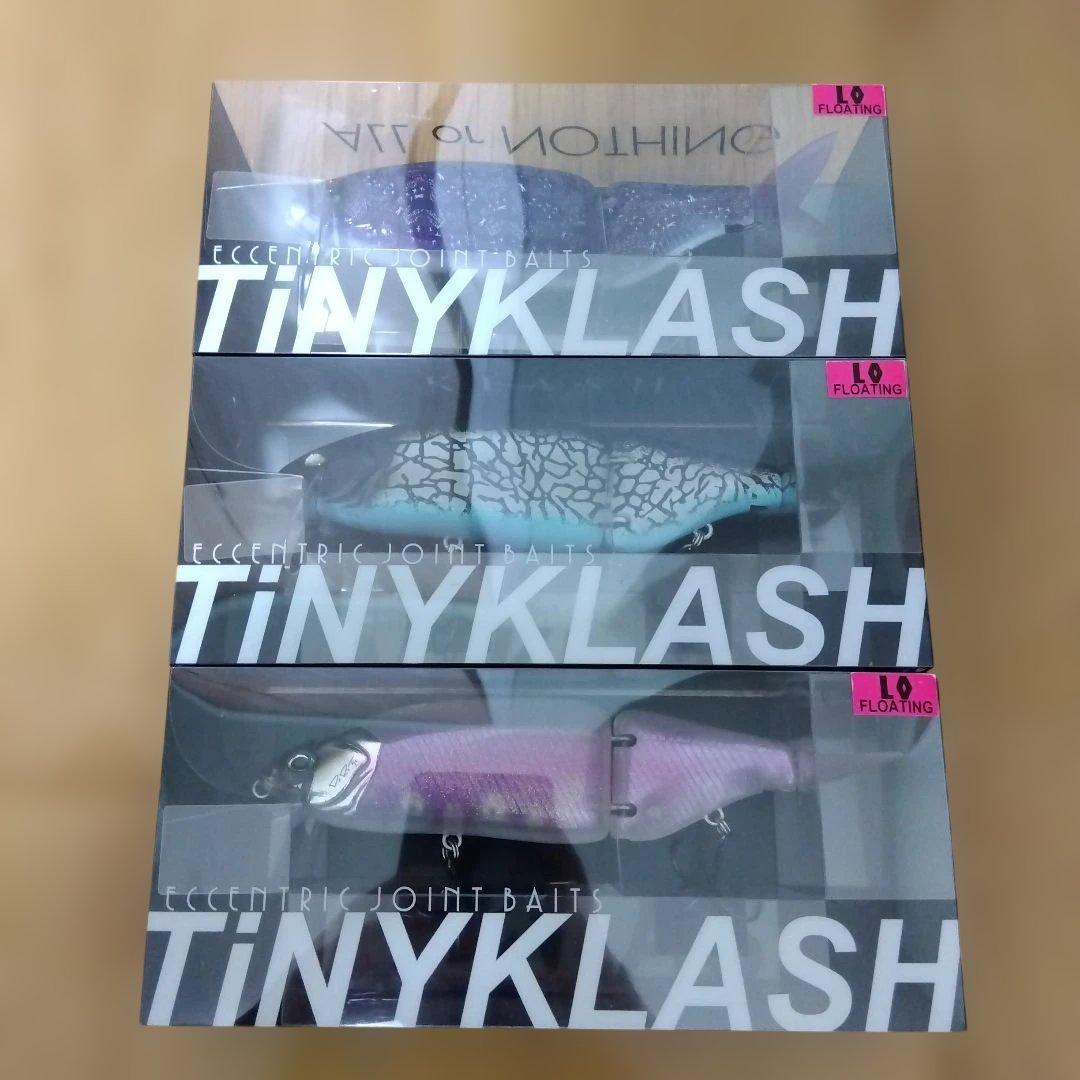 LO
FLOATING
ALL or NOTHING
ECCENTRIC JOINT BAITS
TiNYKLASH
LO
FLOATING
KLASH
ECCENTRIC JOINT BAITS
TiNYKLASH
LO
FLOATING
ECCENTRIC JOINT BAITS
TiNYKLASH